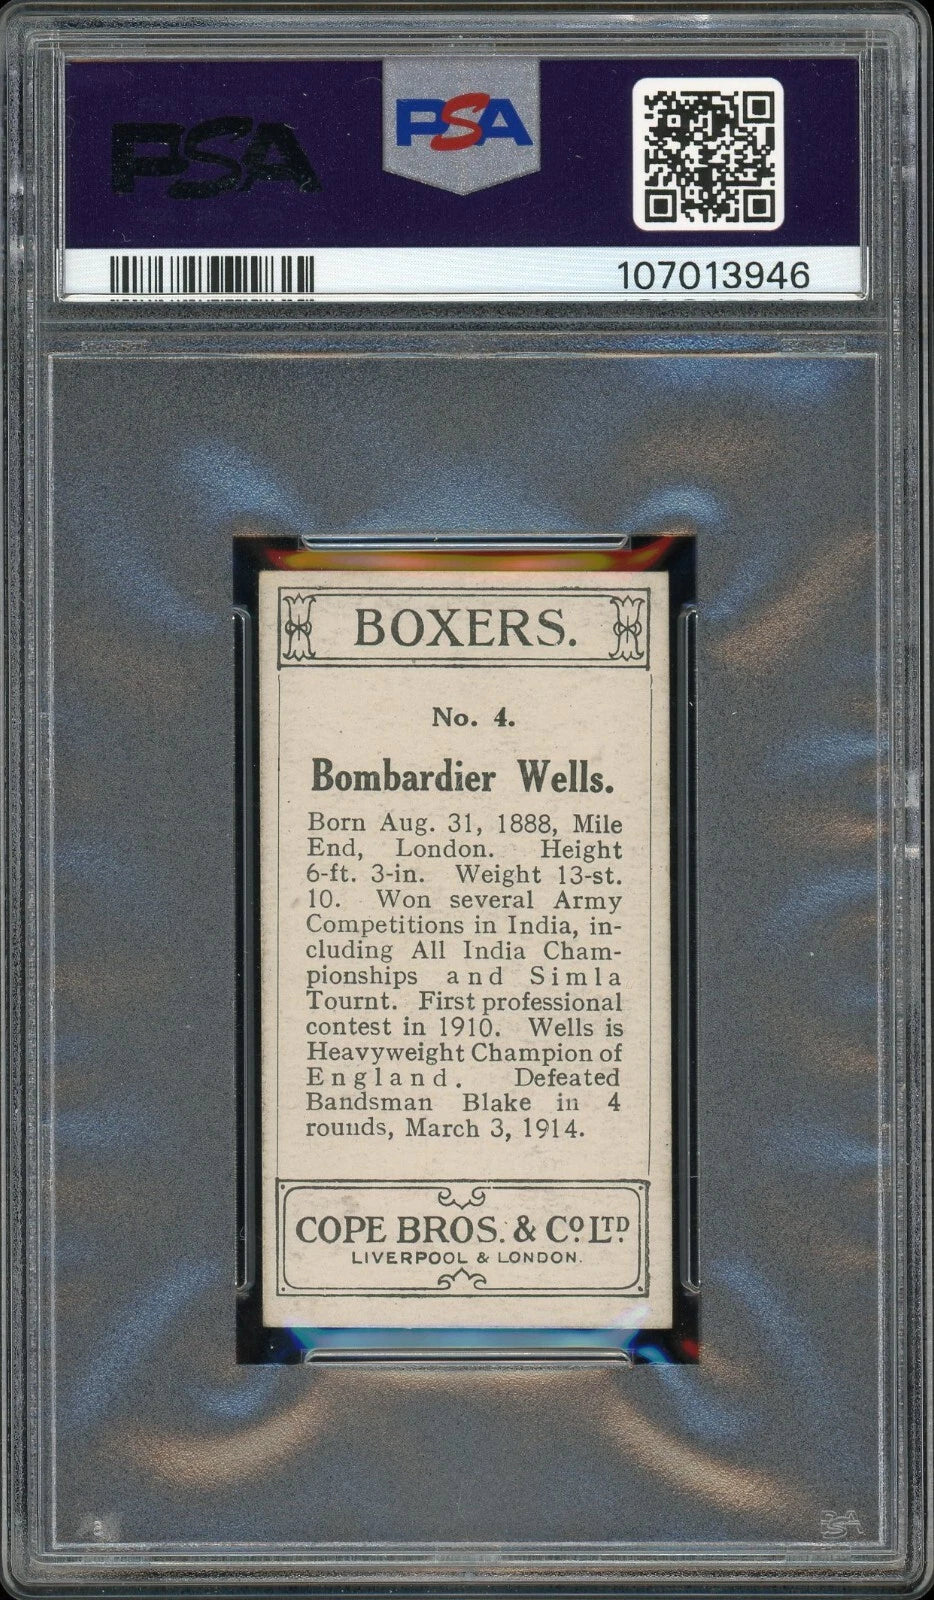 PSA
PSA
107013946
BOXERS.
No. 4.
Bombardier Wells.
Born Aug. 31, 1888, Mile
End, London. Height
6-ft. 3-in. Weight 13-st.
10. Won several Army
Competitions in India, in-
cluding All India Cham-
pionships and Simla
Tournt. First professional
contest in 1910. Wells is
Heavyweight Champion of
England. Defeated
Bandsman Blake in 4
rounds, March 3, 1914.
COPE BROS. & CO LTD.
LIVERPOOL & LONDON.
PSA